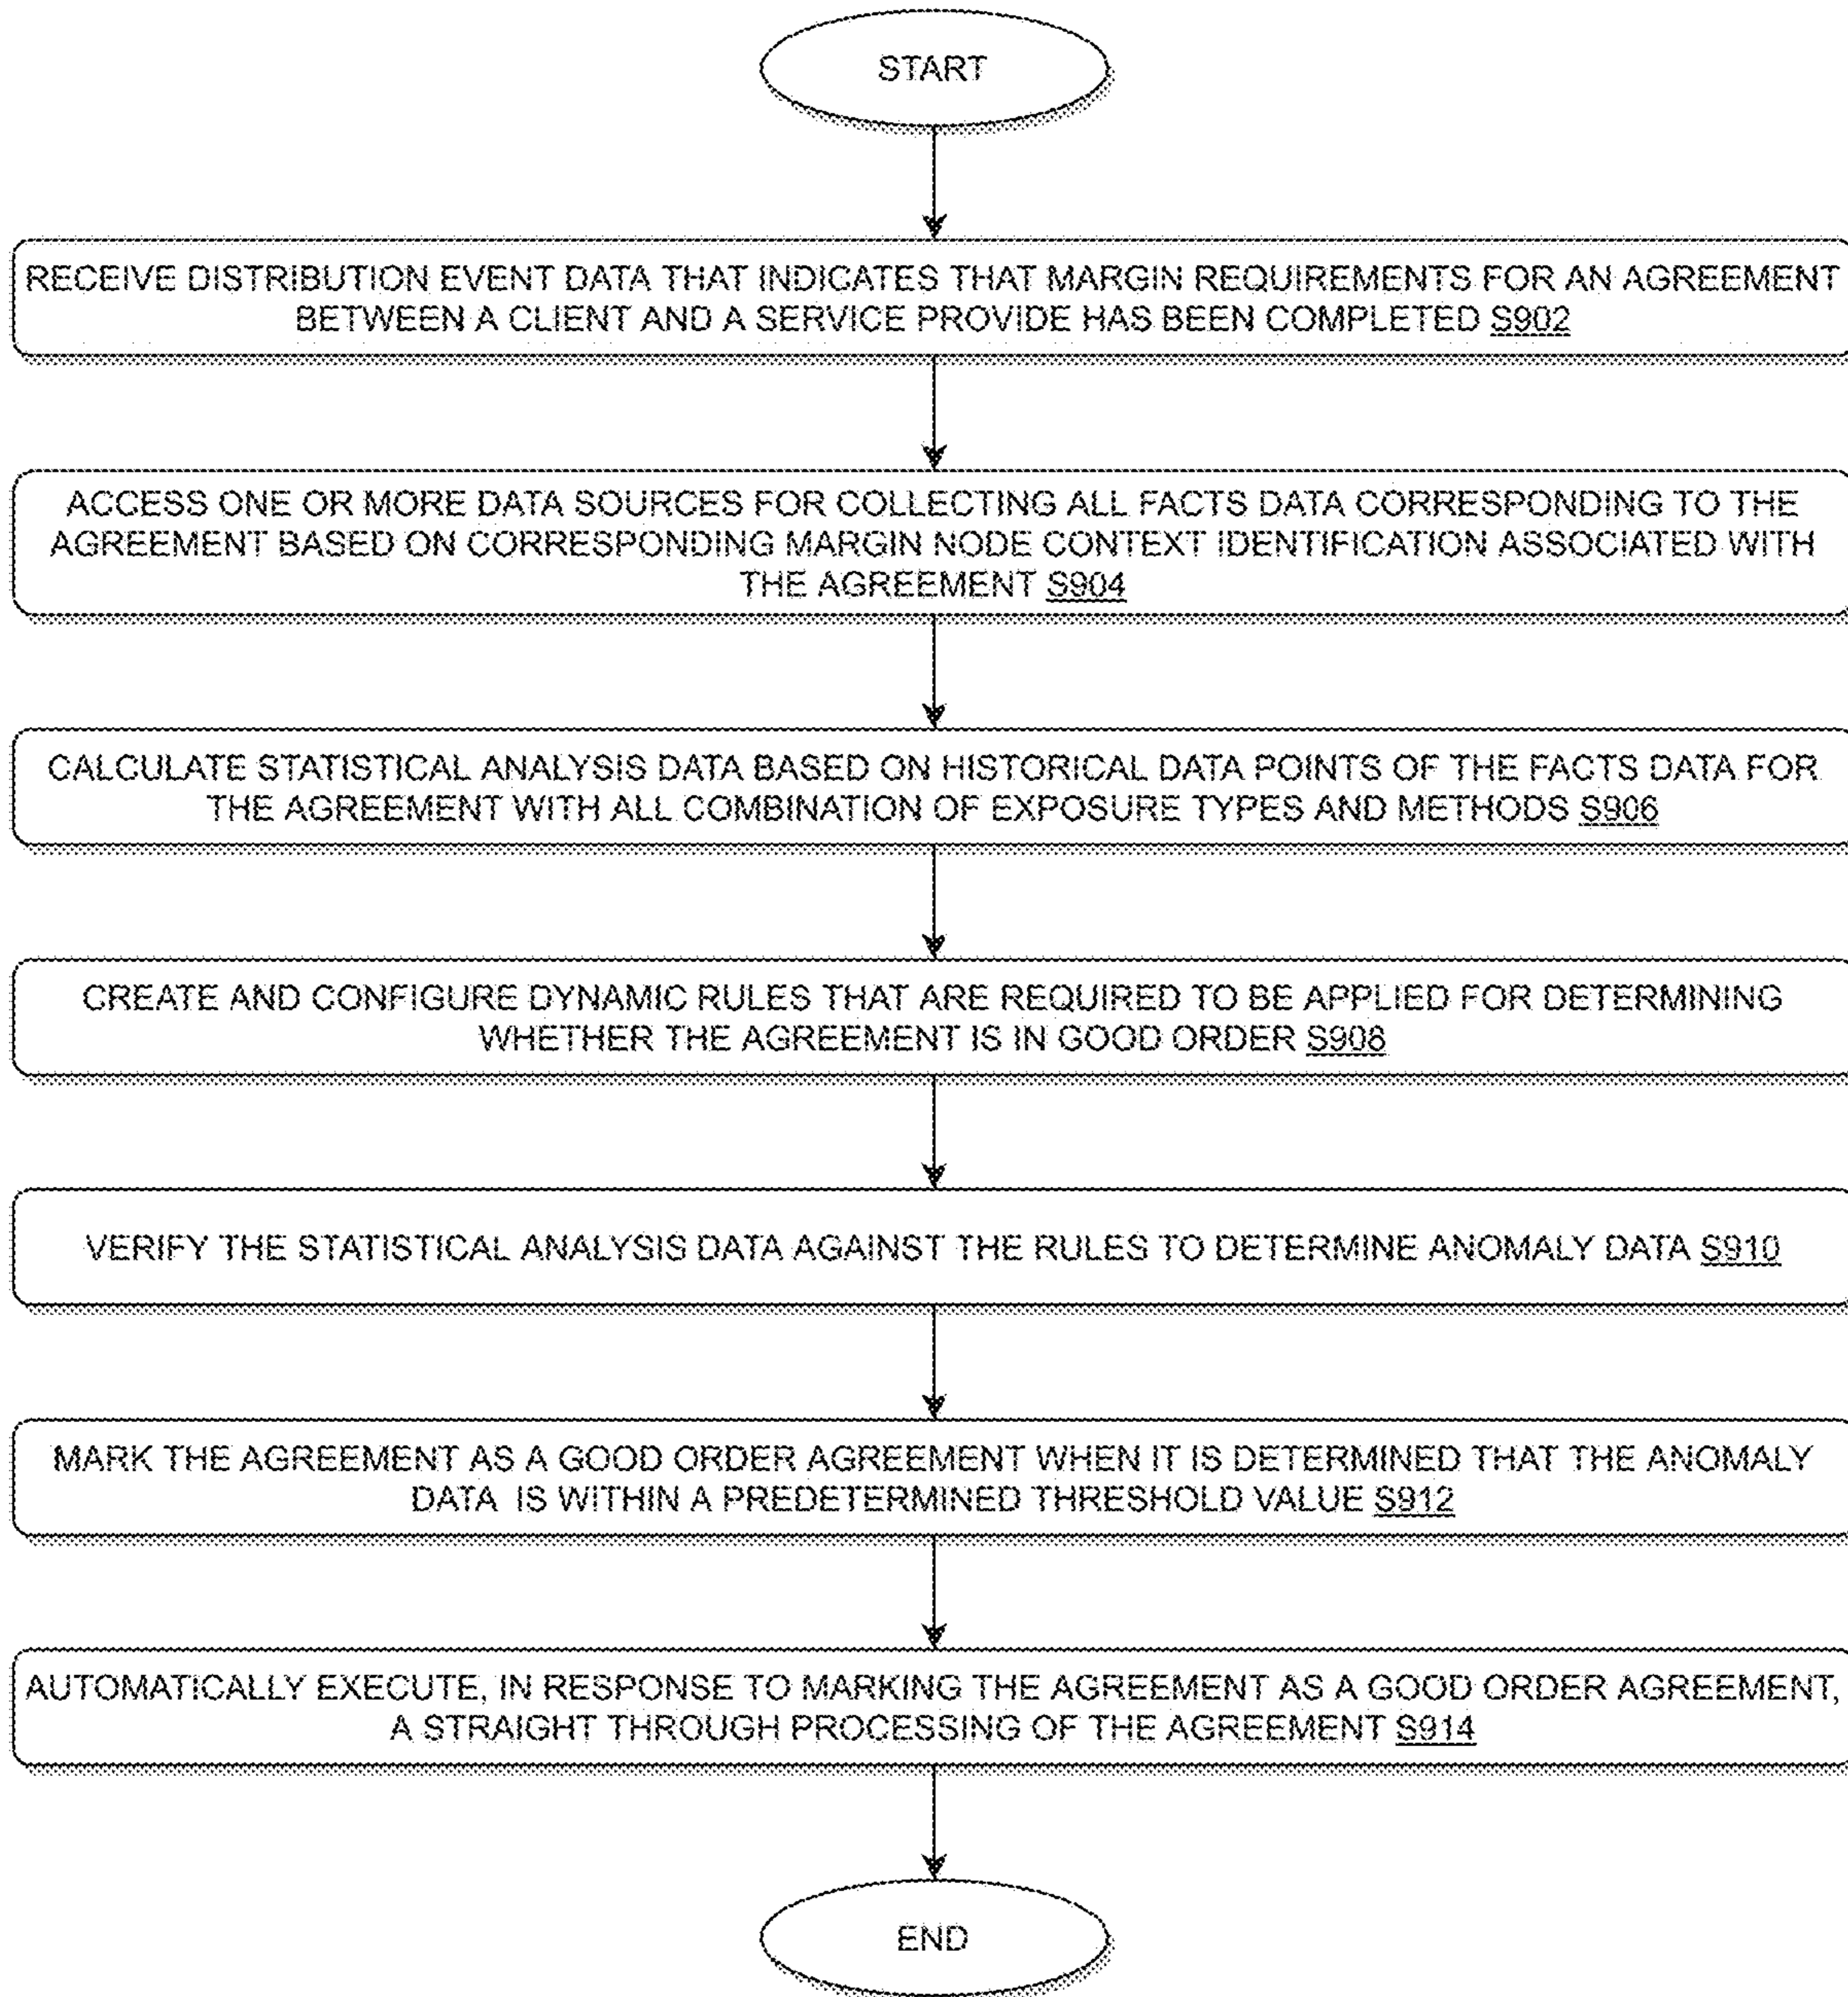 START
RECEIVE DISTRIBUTION EVENT DATA THAT INDICATES THAT MARGIN REQUIREMENTS FOR AN AGREEMENT
BETWEEN A CLIENT AND A SERVICE PROVIDE HAS BEEN COMPLETED S902
ACCESS ONE OR MORE DATA SOURCES FOR COLLECTING ALL FACTS DATA CORRESPONDING TO THE
AGREEMENT BASED ON CORRESPONDING MARGIN NODE CONTEXT IDENTIFICATION ASSOCIATED WITH
THE AGREEMENT S904
CALCULATE STATISTICAL ANALYSIS DATA BASED ON HISTORICAL DATA POINTS OF THE FACTS DATA FOR
THE AGREEMENT WITH ALL COMBINATION OF EXPOSURE TYPES AND METHODS S906
CREATE AND CONFIGURE DYNAMIC RULES THAT ARE REQUIRED TO BE APPLIED FOR DETERMINING
WHETHER THE AGREEMENT IS IN GOOD ORDER S908
VERIFY THE STATISTICAL ANALYSIS DATA AGAINST THE RULES TO DETERMINE ANOMALY DATA S910
MARK THE AGREEMENT AS A GOOD ORDER AGREEMENT WHEN IT IS DETERMINED THAT THE ANOMALY
DATA IS WITHIN A PREDETERMINED THRESHOLD VALUE S912
AUTOMATICALLY EXECUTE, IN RESPONSE TO MARKING THE AGREEMENT AS A GOOD ORDER AGREEMENT,
A STRAIGHT THROUGH PROCESSING OF THE AGREEMENT S914
END